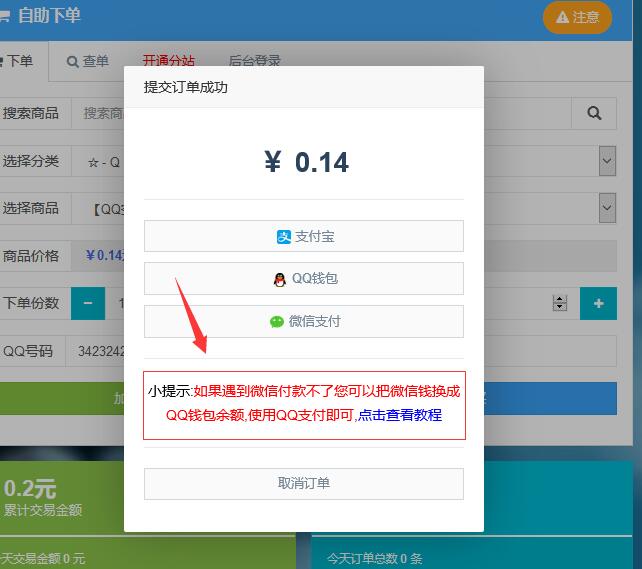 自助下单
注意
下单
查单
开通分站
后台登录
提交订单成功
搜索商品
搜索商
￥ 0.14
选择分类
☆ - Q
选择商品
【QQ
支付宝
商品价格
￥0.14
QQ钱包
下单份数
1
微信支付
QQ号码
3423242
小提示:如果遇到微信付款不了您可以把微信钱换成
QQ钱包余额,使用QQ支付即可,点击查看教程
加
取消订单
0.2元
累计交易金额
天交易金额 0 元
今天订单总数 0 条